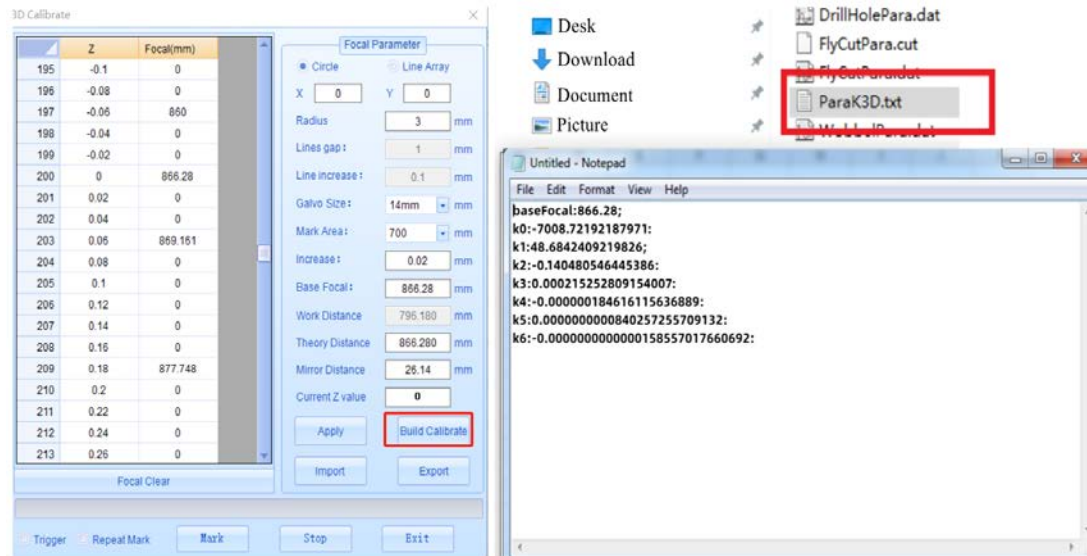 3D Calibrate
Z Focal(mm)
195 -0.1 0
196 -0.08 0
197 -0.06 860
198 -0.04 0
199 -0.02 0
200 0 866.28
201 0.02 0
202 0.04 0
203 0.06 869.161
204 0.08 0
205 0.1 0
206 0.12 0
207 0.14 0
208 0.16 0
209 0.18 877.748
210 0.2 0
211 0.22 0
212 0.24 0
213 0.26 0
Focal Clear
Focal Parameter
Circle Line Array
X 0 Y 0
Radius 3 mm
Lines gap: 1 mm
Line increase: 0.1 mm
Galvo Size: 14mm mm
Mark Area: 700 mm
Increase: 0.02 mm
Base Focal: 866.28 mm
Work Distance 796.180 mm
Theory Distance 866.280 mm
Mirror Distance 26.14 mm
Current Z value 0
Apply Build Calibrate
Import Export
Trigger Repeat Mark Mark Stop Exit
Desk
Download
Document
Picture
DrillHolePara.dat
FlyCutPara.cut
FlyCutPara.dat
ParaK3D.txt
WobbelPara.dat
Untitled - Notepad
File Edit Format View Help
baseFocal:866.28;
k0:-7008.72192187971:
k1:48.6842409219826;
k2:-0.140480546445386:
k3:0.000215252809154007:
k4:-0.000000184616115636889:
k5:0.0000000000840257255709132:
k6:-0.0000000000000158557017660692: